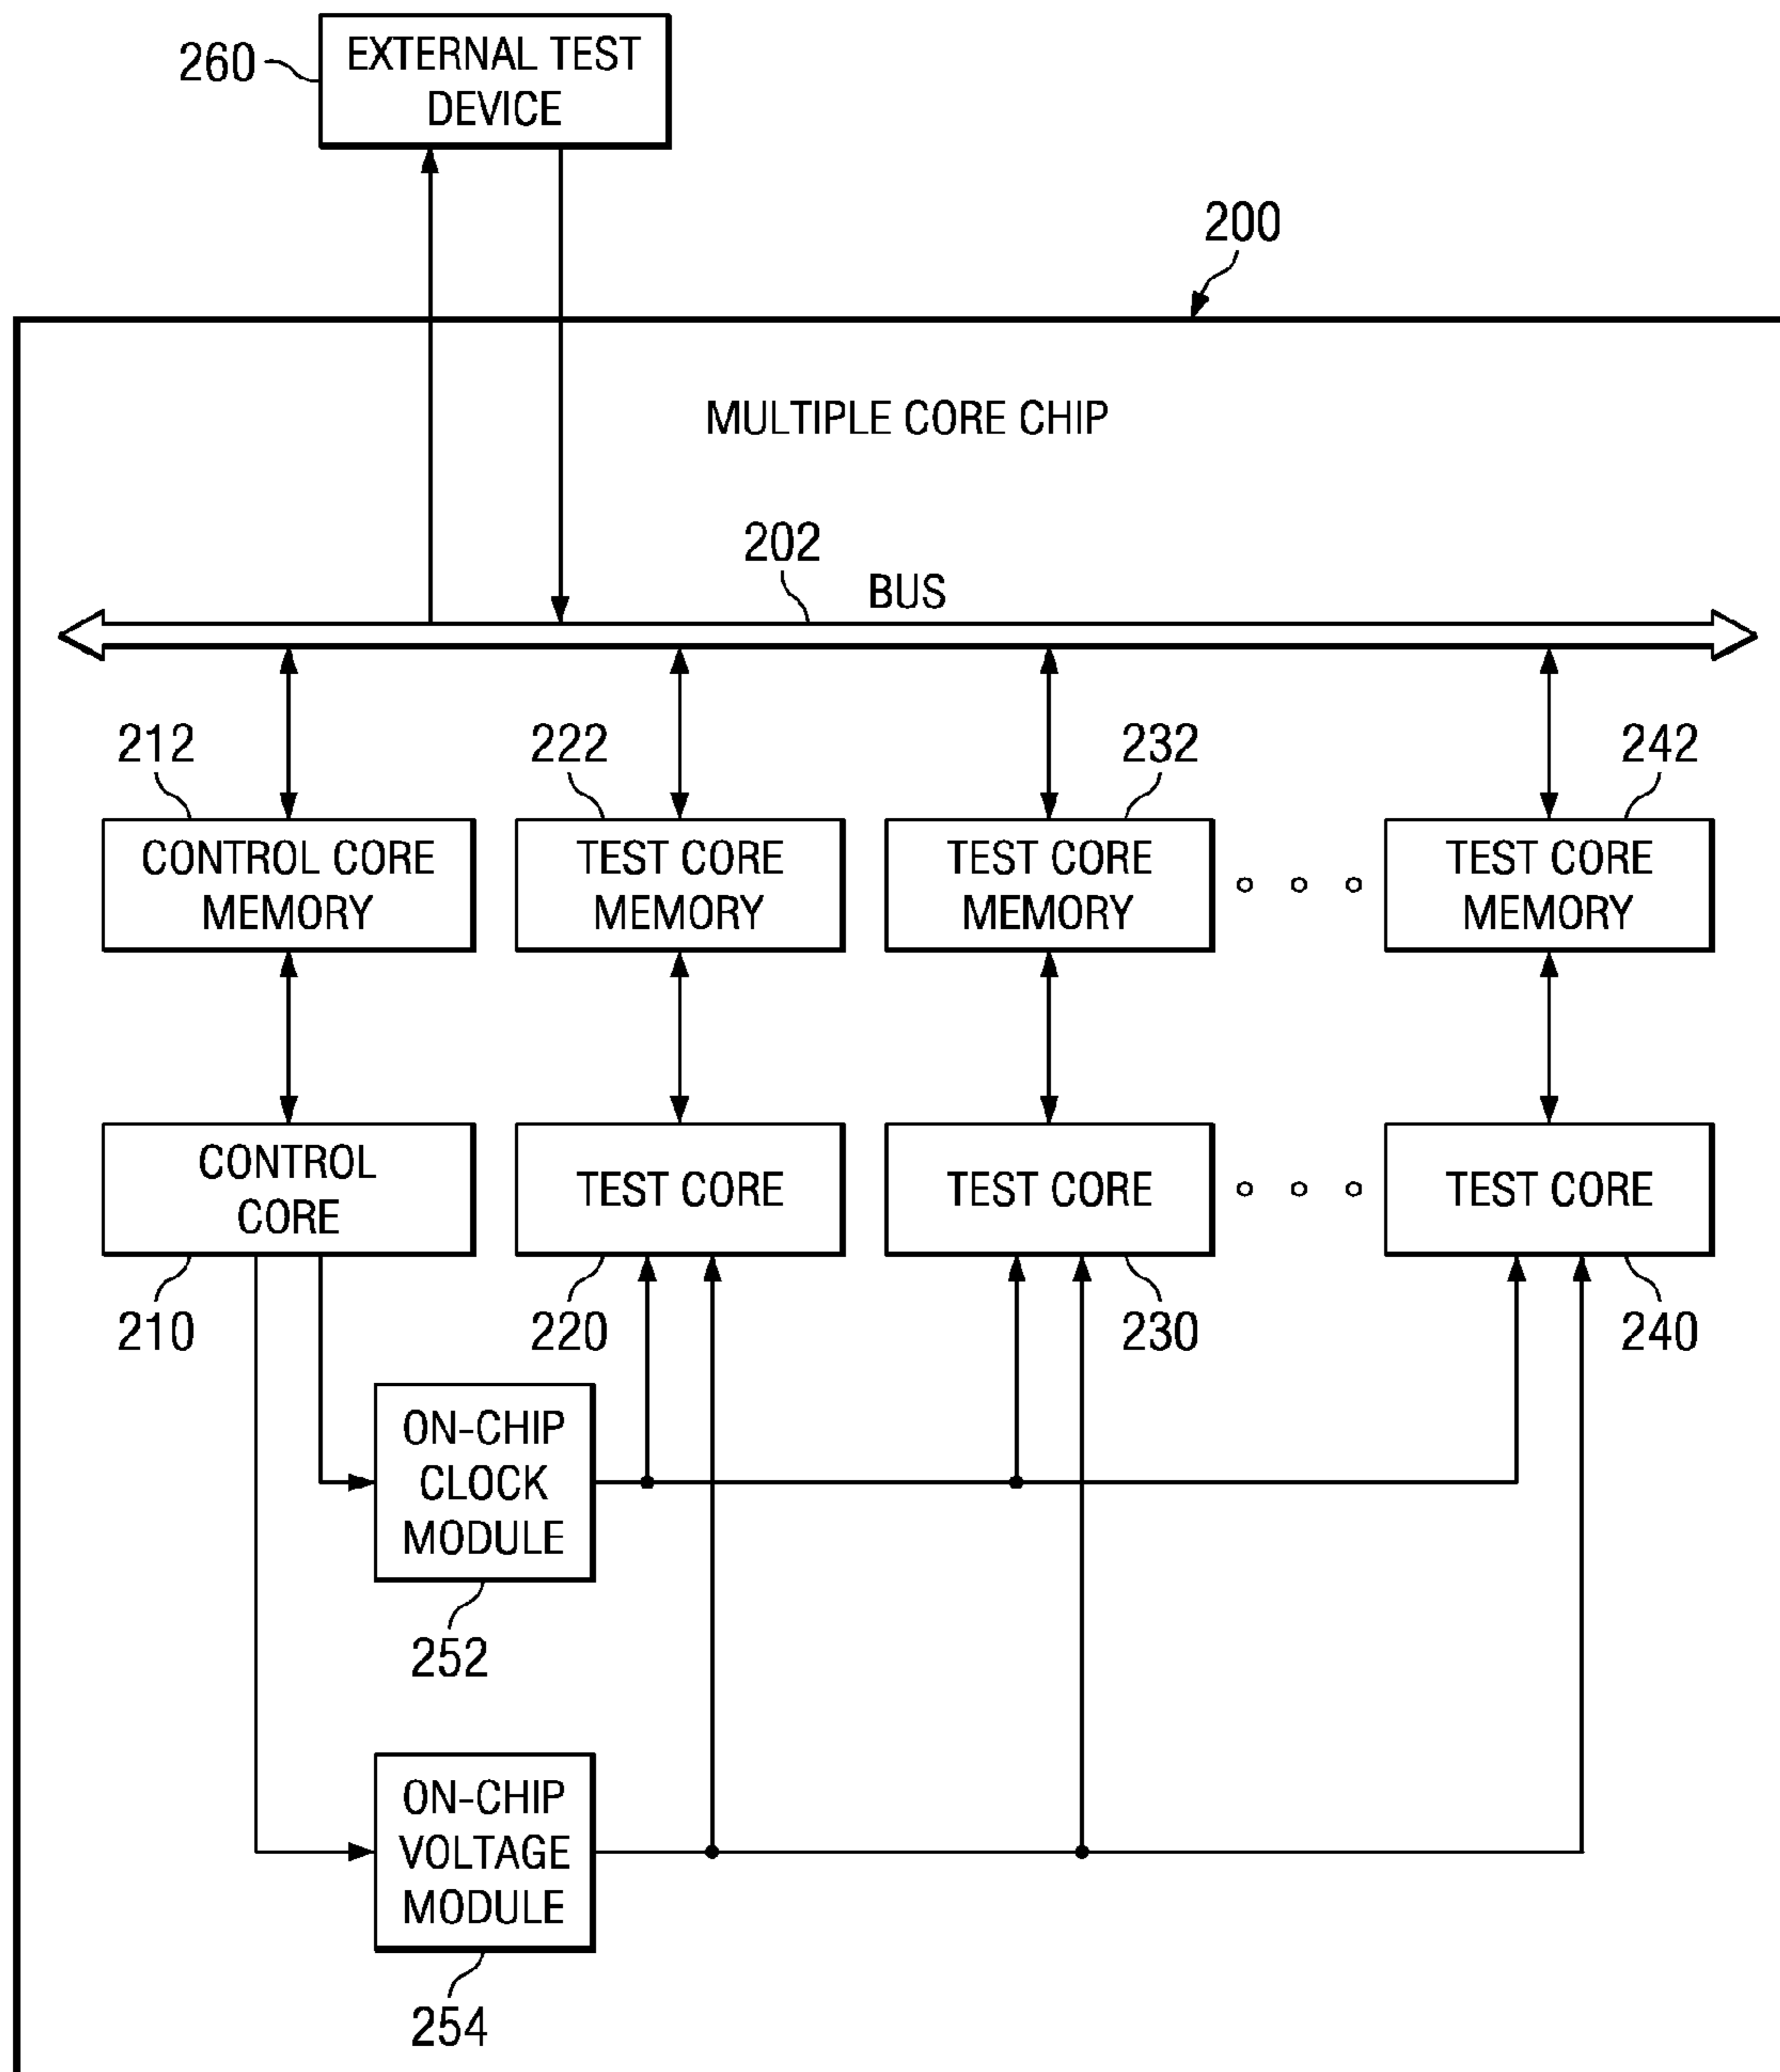 260
EXTERNAL TEST
DEVICE
200
MULTIPLE CORE CHIP
202
BUS
212
222
232
242
CONTROL CORE
MEMORY
TEST CORE
MEMORY
TEST CORE
MEMORY
TEST CORE
MEMORY
CONTROL
CORE
TEST CORE
TEST CORE
TEST CORE
210
220
230
240
ON-CHIP
CLOCK
MODULE
252
ON-CHIP
VOLTAGE
MODULE
254